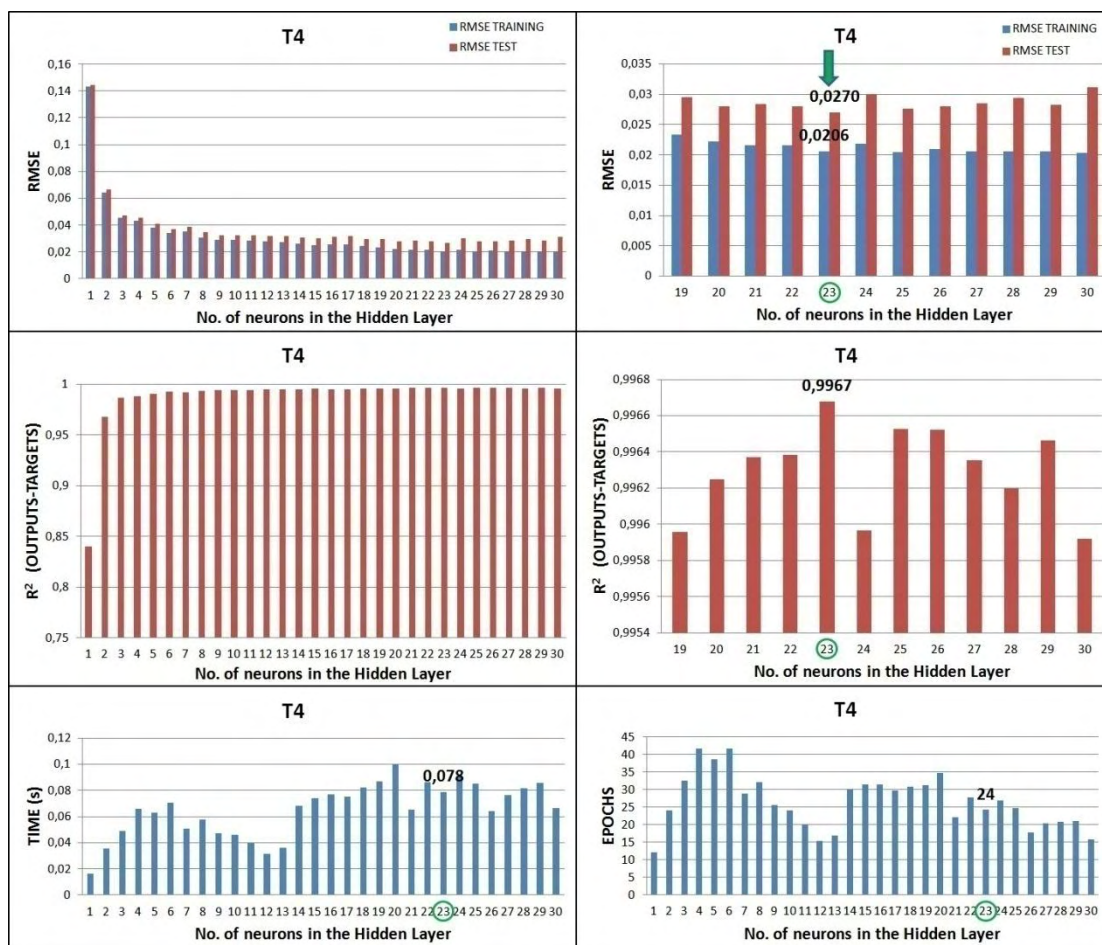 T4
RMSE TRAINING
RMSE TEST
0,16
0,14
0,12
0,1
0,08
0,06
0,04
0,02
0
RMSE
1 2 3 4 5 6 7 8 9 10 11 12 13 14 15 16 17 18 19 20 21 22 23 24 25 26 27 28 29 30
No. of neurons in the Hidden Layer
T4
RMSE TRAINING
RMSE TEST
0,035
0,03
0,025
0,02
0,015
0,01
0,005
0
RMSE
0,0270
0,0206
19 20 21 22 23 24 25 26 27 28 29 30
No. of neurons in the Hidden Layer
T4
1
0,95
0,9
0,85
0,8
0,75
R² (OUTPUTS-TARGETS)
1 2 3 4 5 6 7 8 9 10 11 12 13 14 15 16 17 18 19 20 21 22 23 24 25 26 27 28 29 30
No. of neurons in the Hidden Layer
T4
0,9967
0,9968
0,9966
0,9964
0,9962
0,996
0,9958
0,9956
0,9954
R² (OUTPUTS-TARGETS)
19 20 21 22 23 24 25 26 27 28 29 30
No. of neurons in the Hidden Layer
T4
0,12
0,1
0,08
0,06
0,04
0,02
0
TIME (s)
0,078
1 2 3 4 5 6 7 8 9 10 11 12 13 14 15 16 17 18 19 20 21 22 23 24 25 26 27 28 29 30
No. of neurons in the Hidden Layer
T4
45
40
35
30
25
20
15
10
5
0
EPOCHS
24
1 2 3 4 5 6 7 8 9 10 11 12 13 14 15 16 17 18 19 20 21 22 23 24 25 26 27 28 29 30
No. of neurons in the Hidden Layer